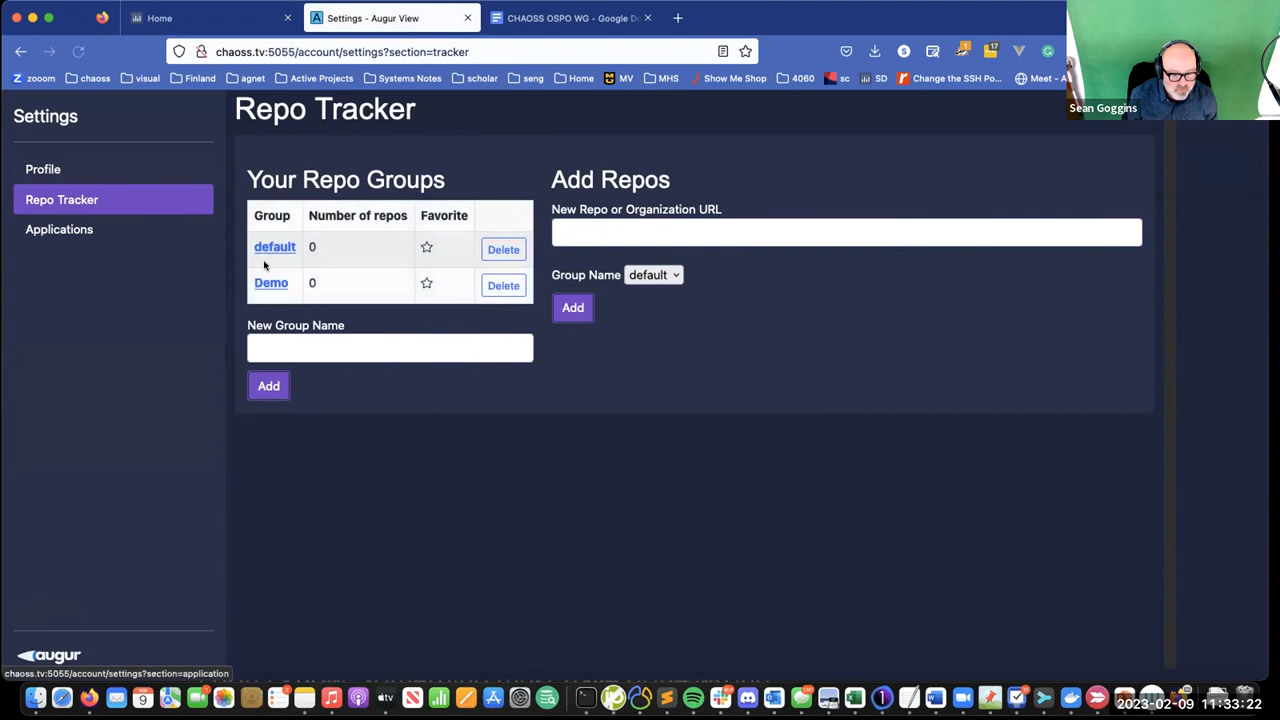 Home
Settings - Augur View
CHAOSS OSPO WG - Google Do
chaoss.tv:5055/account/settings?section=tracker
17
zooom
chaoss
visual
Finland
agnet
Active Projects
Systems Notes
scholar
seng
Home
MV
MHS
Show Me Shop
4060
sc
SD
Change the SSH Po...
Meet - A
Sean Goggins
Settings
Profile
Repo Tracker
Applications
Repo Tracker
Your Repo Groups
Group Number of repos Favorite
default 0 Delete
Demo 0 Delete
New Group Name
Add
Add Repos
New Repo or Organization URL
Group Name default
Add
augur
chaoss.tv:5055/account/settings?section=application
2023-02-09 11:33:22